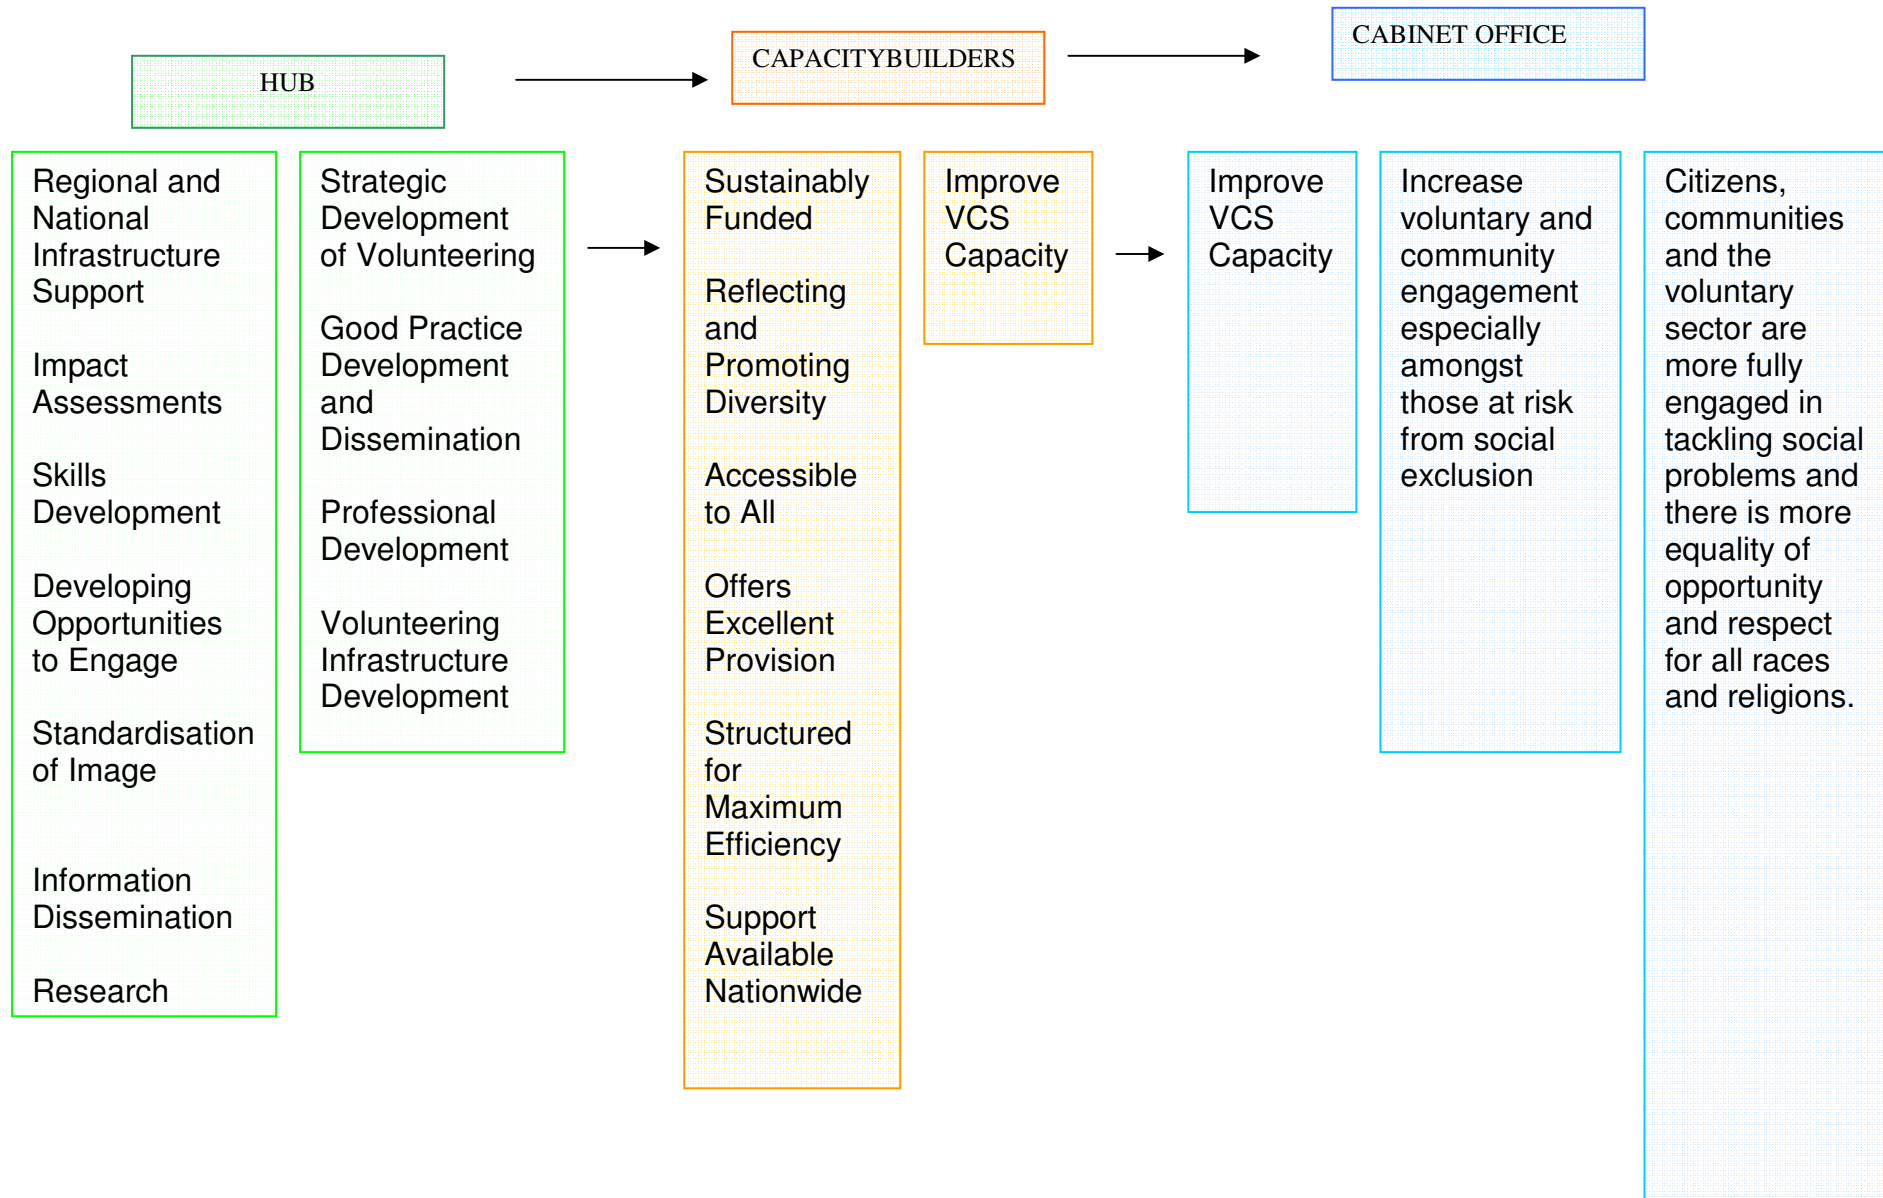 HUB
CAPACITYBUILDERS
CABINET OFFICE
Regional and
National
Infrastructure
Support
Impact
Assessments
Skills
Development
Developing
Opportunities
to Engage
Standardisation
of Image
Information
Dissemination
Research
Strategic
Development
of Volunteering
Good Practice
Development
and
Dissemination
Professional
Development
Volunteering
Infrastructure
Development
Sustainably
Funded
Reflecting
and
Promoting
Diversity
Accessible
to All
Offers
Excellent
Provision
Structured
for
Maximum
Efficiency
Support
Available
Nationwide
Improve
VCS
Capacity
Improve
VCS
Capacity
Increase
voluntary and
community
engagement
especially
amongst
those at risk
from social
exclusion
Citizens,
communities
and the
voluntary
sector are
more fully
engaged in
tackling social
problems and
there is more
equality of
opportunity
and respect
for all races
and religions.